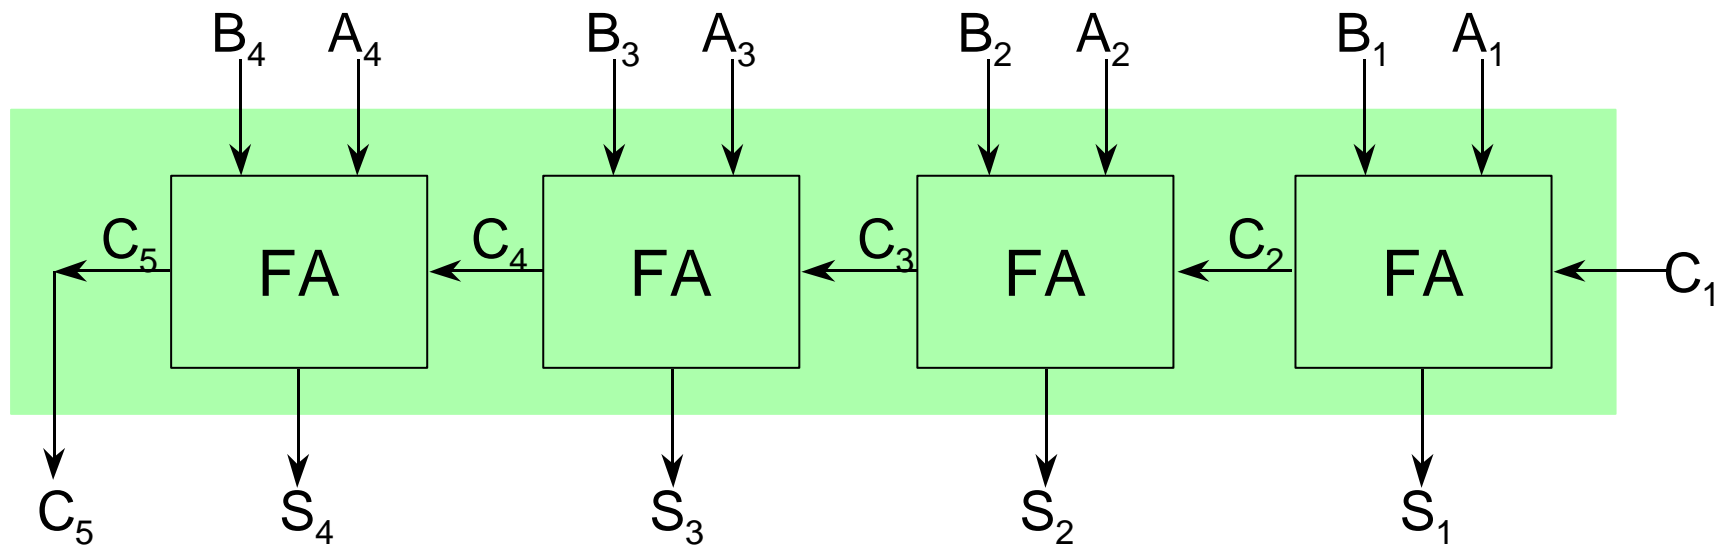 B₄ A₄ B₃ A₃ B₂ A₂ B₁ A₁
C₅ FA C₄ FA C₃ FA C₂ FA C₁
C₅ S₄ S₃ S₂ S₁